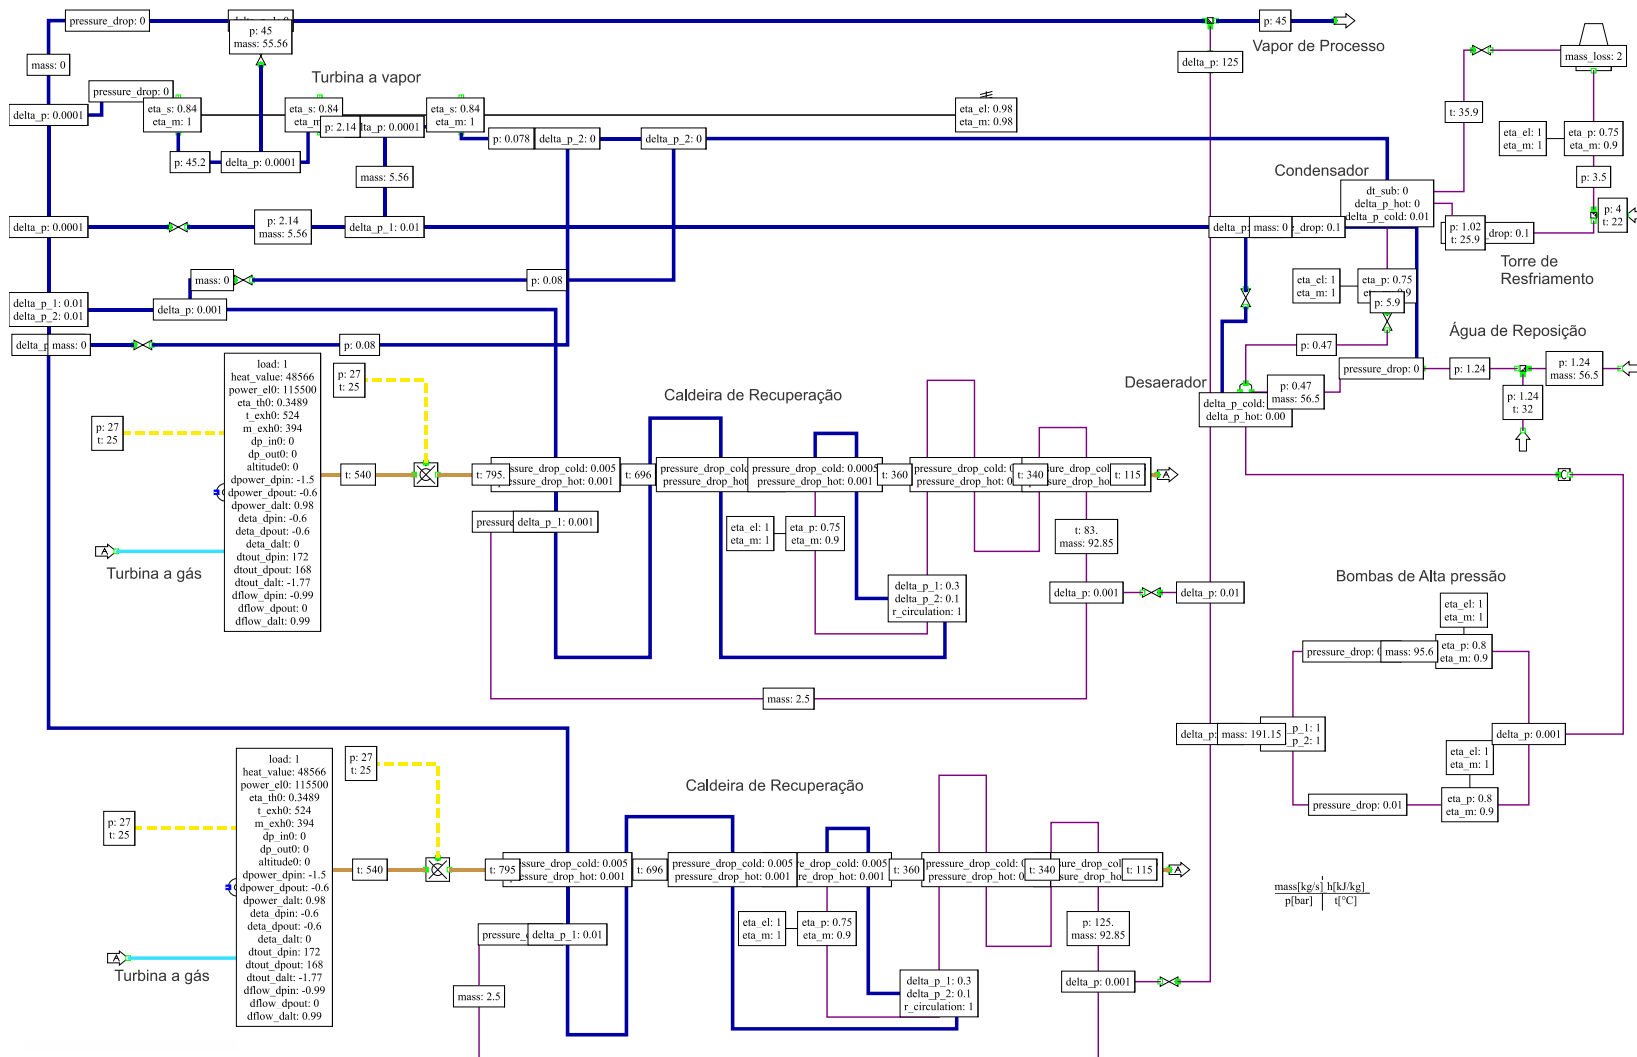 pressure_drop: 0
p: 45
mass: 55.56
p: 45
Vapor de Processo
mass: 0
Turbina a vapor
delta_p: 125
mass_loss: 2
pressure_drop: 0
delta_p: 0.0001
eta_s: 0.84
eta_m: 1
eta_s: 0.84
p: 2.14
delta_p: 0.0001
eta_s: 0.84
eta_m: 1
eta_el: 0.98
eta_m: 0.98
t: 35.9
p: 0.078
delta_p_2: 0
delta_p_2: 0
eta_el: 1
eta_m: 1
eta_p: 0.75
eta_m: 0.9
p: 45.2
delta_p: 0.0001
mass: 5.56
Condensador
p: 3.5
dt_sub: 0
delta_p_hot: 0
delta_p_cold: 0.01
p: 4
t: 22
delta_p: 0.0001
p: 2.14
mass: 5.56
delta_p_1: 0.01
mass: 0
p: 1.02
t: 25.9
Torre de
Resfriamento
mass: 0
p: 0.08
eta_el: 1
eta_m: 1
eta_p: 0.75
p: 5.9
delta_p_1: 0.01
delta_p_2: 0.01
delta_p: 0.001
Água de Reposição
mass: 0
p: 0.08
p: 0.47
load: 1
heat_value: 48566
power_el0: 115500
eta_th0: 0.3489
t_exh0: 524
m_exh0: 394
dp_in0: 0
dp_out0: 0
altitude0: 0
dpower_dpin: -1.5
dpower_dpout: -0.6
dpower_dalt: 0.98
deta_dpin: -0.6
deta_dpout: -0.6
deta_dalt: 0
dtout_dpin: 172
dtout_dpout: 168
dtout_dalt: -1.77
dflow_dpin: -0.99
dflow_dpout: 0
dflow_dalt: 0.99
p: 27
t: 25
pressure_drop: 0
p: 1.24
p: 1.24
mass: 56.5
Desaerador
p: 0.47
mass: 56.5
Caldeira de Recuperação
delta_p_cold:
delta_p_hot: 0.00
p: 1.24
t: 32
p: 27
t: 25
t: 540
t: 795.
pressure_drop_cold: 0.005
pressure_drop_hot: 0.001
t: 696
pressure_drop_cold: 0.0005
pressure_drop_hot: 0.001
t: 360
t: 340
t: 115
A
C
delta_p_1: 0.001
eta_el: 1
eta_m: 1
eta_p: 0.75
eta_m: 0.9
t: 83.
mass: 92.85
A
Turbina a gás
Bombas de Alta pressão
delta_p_1: 0.3
delta_p_2: 0.1
r_circulation: 1
delta_p: 0.001
delta_p: 0.01
eta_el: 1
eta_m: 1
mass: 95.6
eta_p: 0.8
eta_m: 0.9
mass: 2.5
mass: 191.15
delta_p: 0.001
eta_el: 1
eta_m: 1
load: 1
heat_value: 48566
power_el0: 115500
eta_th0: 0.3489
t_exh0: 524
m_exh0: 394
dp_in0: 0
dp_out0: 0
altitude0: 0
dpower_dpin: -1.5
dpower_dpout: -0.6
dpower_dalt: 0.98
deta_dpin: -0.6
deta_dpout: -0.6
deta_dalt: 0
dtout_dpin: 172
dtout_dpout: 168
dtout_dalt: -1.77
dflow_dpin: -0.99
dflow_dpout: 0
dflow_dalt: 0.99
p: 27
t: 25
Caldeira de Recuperação
pressure_drop: 0.01
eta_p: 0.8
eta_m: 0.9
p: 27
t: 25
t: 540
t: 795
pressure_drop_hot: 0.001
t: 696
pressure_drop_cold: 0.005
pressure_drop_hot: 0.001
t: 360
t: 340
t: 115
A
mass[kg/s] h[kJ/kg]
p[bar] t[°C]
delta_p_1: 0.01
eta_el: 1
eta_m: 1
eta_p: 0.75
eta_m: 0.9
p: 125.
mass: 92.85
A
Turbina a gás
mass: 2.5
delta_p_1: 0.3
delta_p_2: 0.1
r_circulation: 1
delta_p: 0.001